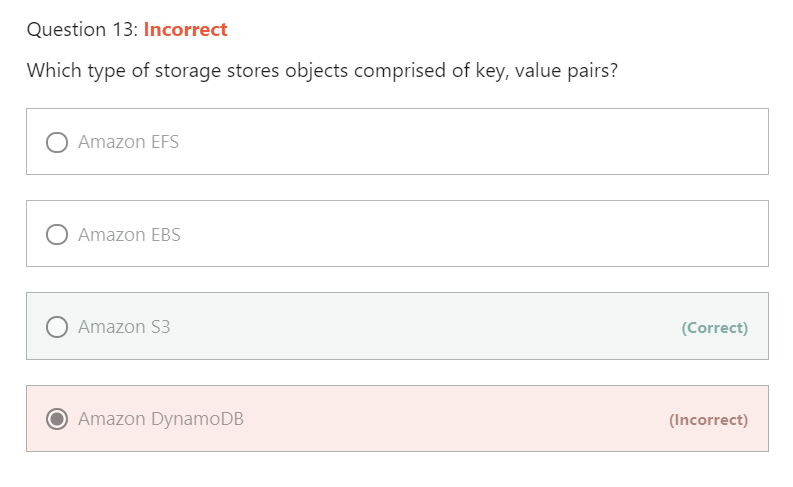 Question 13: Incorrect
Which type of storage stores objects comprised of key, value pairs?
Amazon EFS
Amazon EBS
Amazon S3 (Correct)
Amazon DynamoDB (Incorrect)